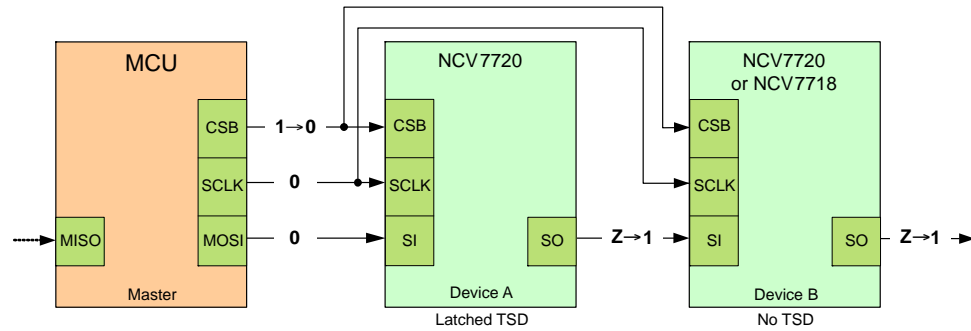 MCU
NCV7720
NCV7720
or NCV7718
CSB
1→0
CSB
CSB
SCLK
0
SCLK
SCLK
MISO
MOSI
0
SI
SO
Z→1
SI
SO
Z→1
Master
Device A
Device B
Latched TSD
No TSD